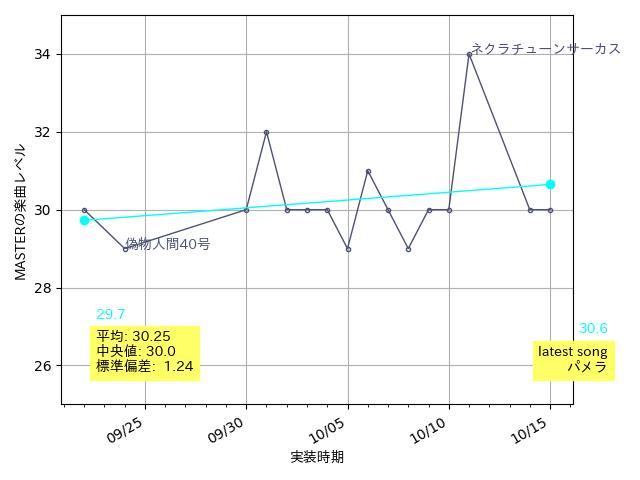 34
ネクラチューンサーカス
32
30
偽物人間40号
28
29.7
30.6
平均: 30.25
中央値: 30.0
標準偏差: 1.24
latest song
パメラ
26
MASTERの楽曲レベル
09/25
09/30
10/05
10/10
10/15
実装時期